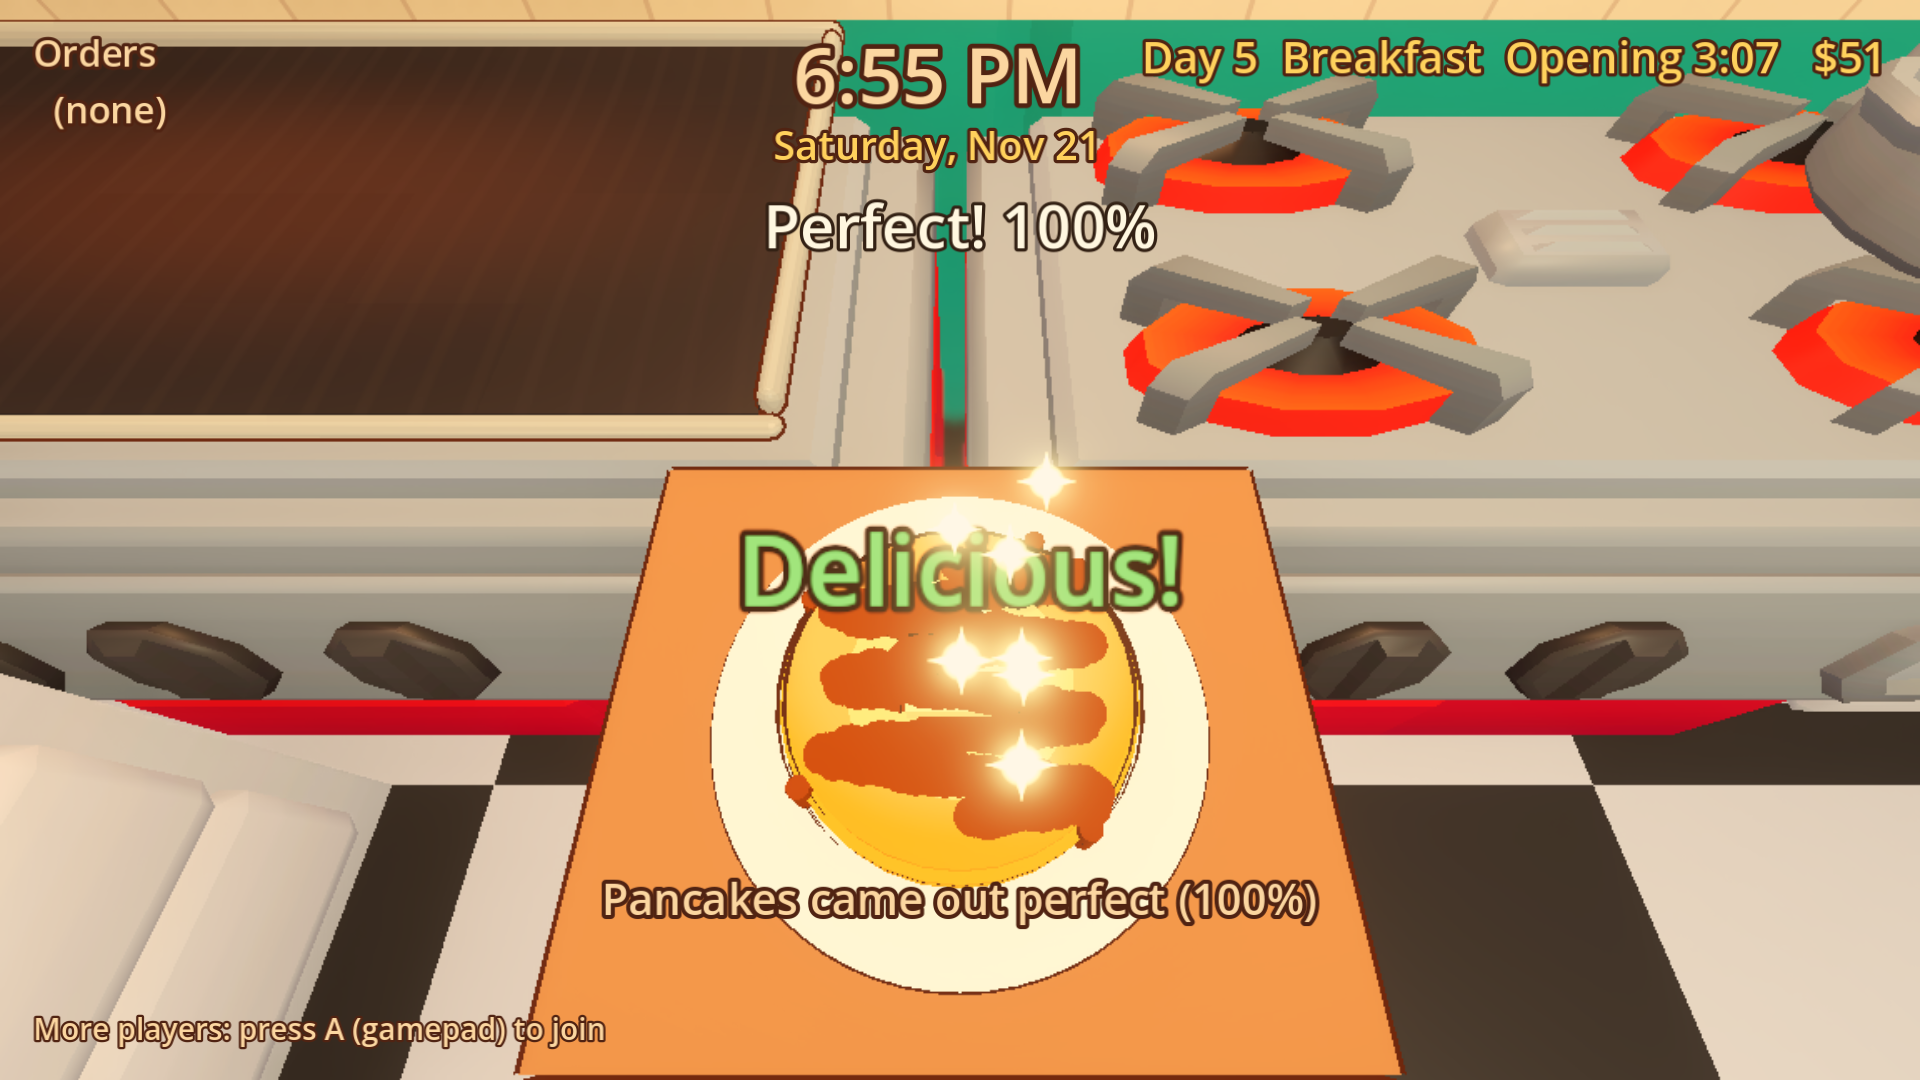 Orders
(none)
6:55 PM
Saturday, Nov 21
Perfect! 100%
Day 5 Breakfast Opening 3:07 $51
Delicious!
Pancakes came out perfect (100%)
More players: press A (gamepad) to join